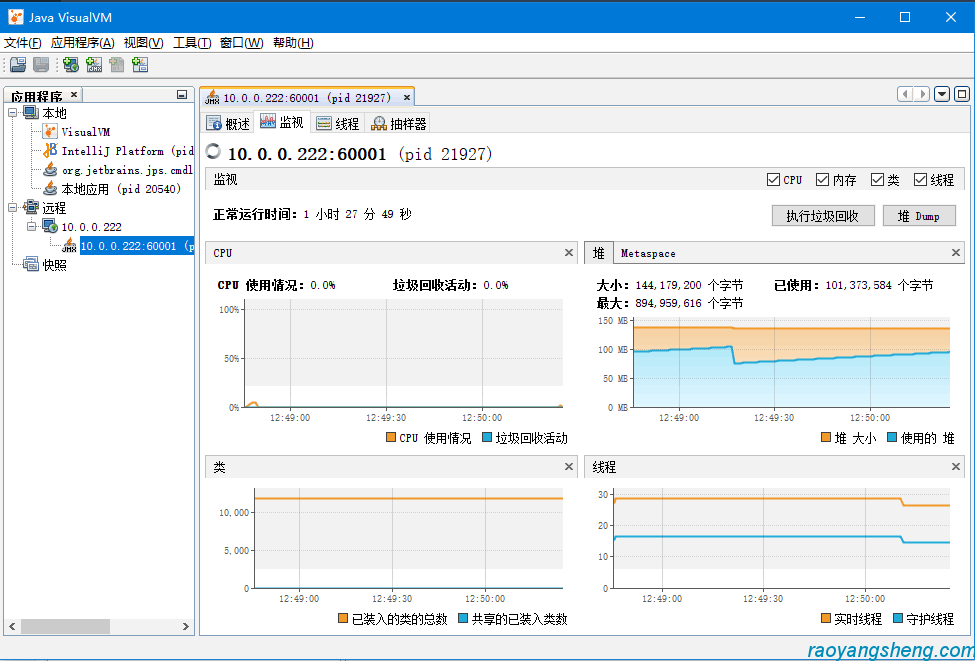 Java VisualVM
文件(F) 应用程序(A) 视图(V) 工具(T) 窗口(W) 帮助(H)
应用程序
本地
VisualVM
IntelliJ Platform (pid
org.jetbrains.jps.cmdl
本地应用 (pid 20540)
远程
10.0.0.222
10.0.0.222:60001 (p
快照
10.0.0.222:60001 (pid 21927)
概述 监视 线程 抽样器
10.0.0.222:60001 (pid 21927)
监视 CPU 内存 类 线程
正常运行时间: 1 小时 27 分 49 秒
执行垃圾回收 堆 Dump
CPU
CPU 使用情况: 0.0% 垃圾回收活动: 0.0%
100%
50%
0%
12:49:00 12:49:30 12:50:00
CPU 使用情况 垃圾回收活动
堆 Metaspace
大小: 144,179,200 个字节 已使用: 101,373,584 个字节
最大: 894,959,616 个字节
150 MB
100 MB
50 MB
0 MB
12:49:00 12:49:30 12:50:00
堆 大小 使用的 堆
类
10,000
5,000
0
12:49:00 12:49:30 12:50:00
已装入的类的总数 共享的已装入类数
线程
30
20
10
0
12:49:00 12:49:30 12:50:00
实时线程 守护线程
raoyangsheng.com